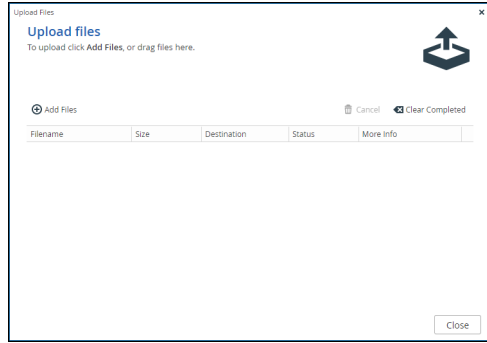 Upload Files
Upload files
To upload click Add Files, or drag files here.
Add Files Cancel Clear Completed
Filename Size Destination Status More Info
Close